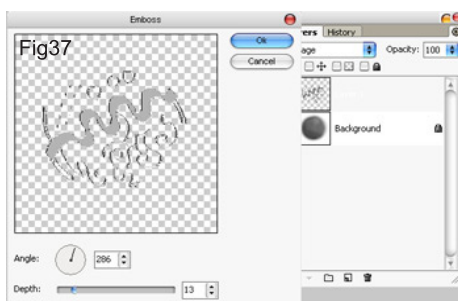 Emboss
Fig37
Ok
Cancel
ers History
age Opacity: 100
Background
Angle: 286
Depth: 13